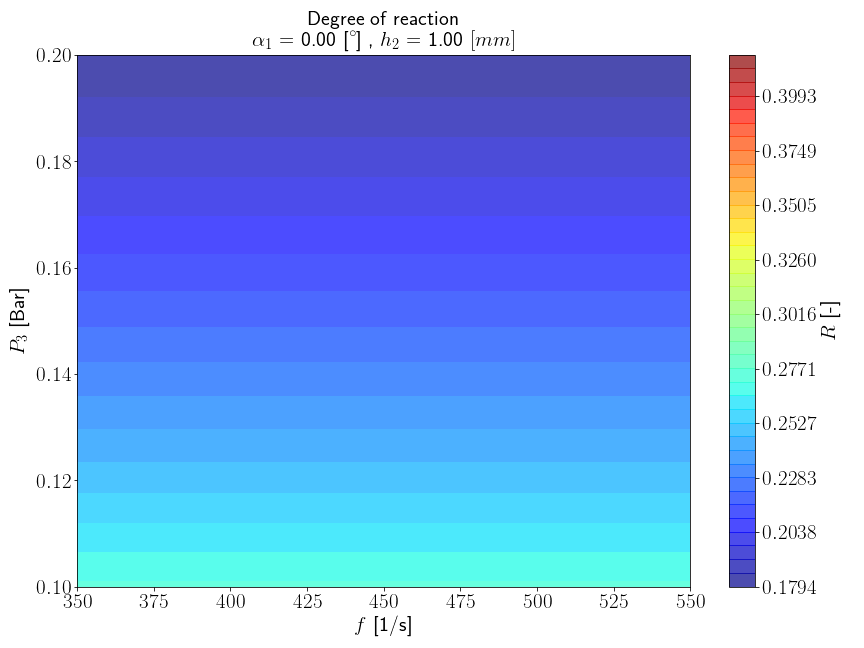 Degree of reaction
α₁ = 0.00 [°] , h₂ = 1.00 [mm]
0.20
0.18
0.16
0.14
0.12
0.10
P₃ [Bar]
350 375 400 425 450 475 500 525 550
f [1/s]
0.3993
0.3749
0.3505
0.3260
0.3016
0.2771
0.2527
0.2283
0.2038
0.1794
R [-]